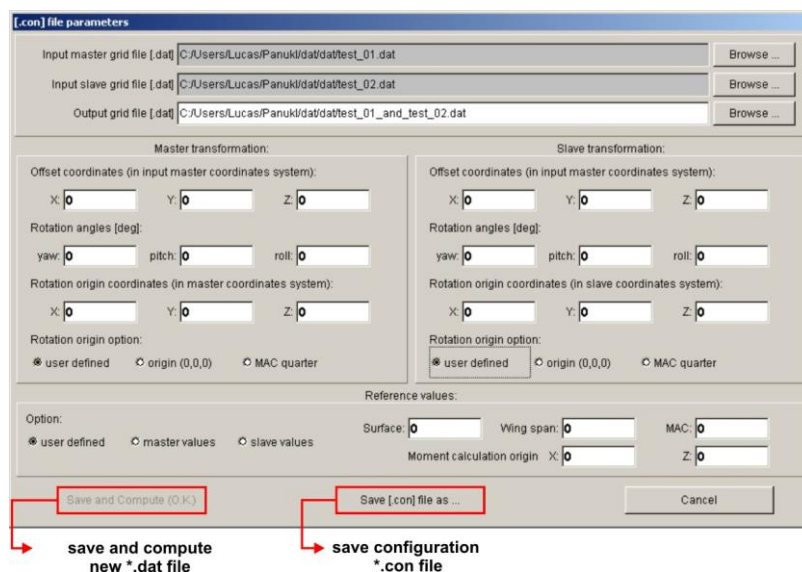 [.con] file parameters
Input master grid file [.dat] C:/Users/Lucas/Panukl/dat/dat/test_01.dat Browse ...
Input slave grid file [.dat] C:/Users/Lucas/Panukl/dat/dat/test_02.dat Browse ...
Output grid file [.dat] C:/Users/Lucas/Panukl/dat/dat/test_01_and_test_02.dat Browse ...
Master transformation:
Offset coordinates (in input master coordinates system):
X: 0 Y: 0 Z: 0
Rotation angles [deg]:
yaw: 0 pitch: 0 roll: 0
Rotation origin coordinates (in master coordinates system):
X: 0 Y: 0 Z: 0
Rotation origin option:
user defined origin (0,0,0) MAC quarter
Slave transformation:
Offset coordinates (in input master coordinates system):
X: 0 Y: 0 Z: 0
Rotation angles [deg]:
yaw: 0 pitch: 0 roll: 0
Rotation origin coordinates (in slave coordinates system):
X: 0 Y: 0 Z: 0
Rotation origin option:
user defined origin (0,0,0) MAC quarter
Reference values:
Option:
user defined master values slave values
Surface: 0 Wing span: 0 MAC: 0
Moment calculation origin X: 0 Z: 0
Save and Compute (O.K.) Save [.con] file as ... Cancel
save and compute
new *.dat file
save configuration
*.con file